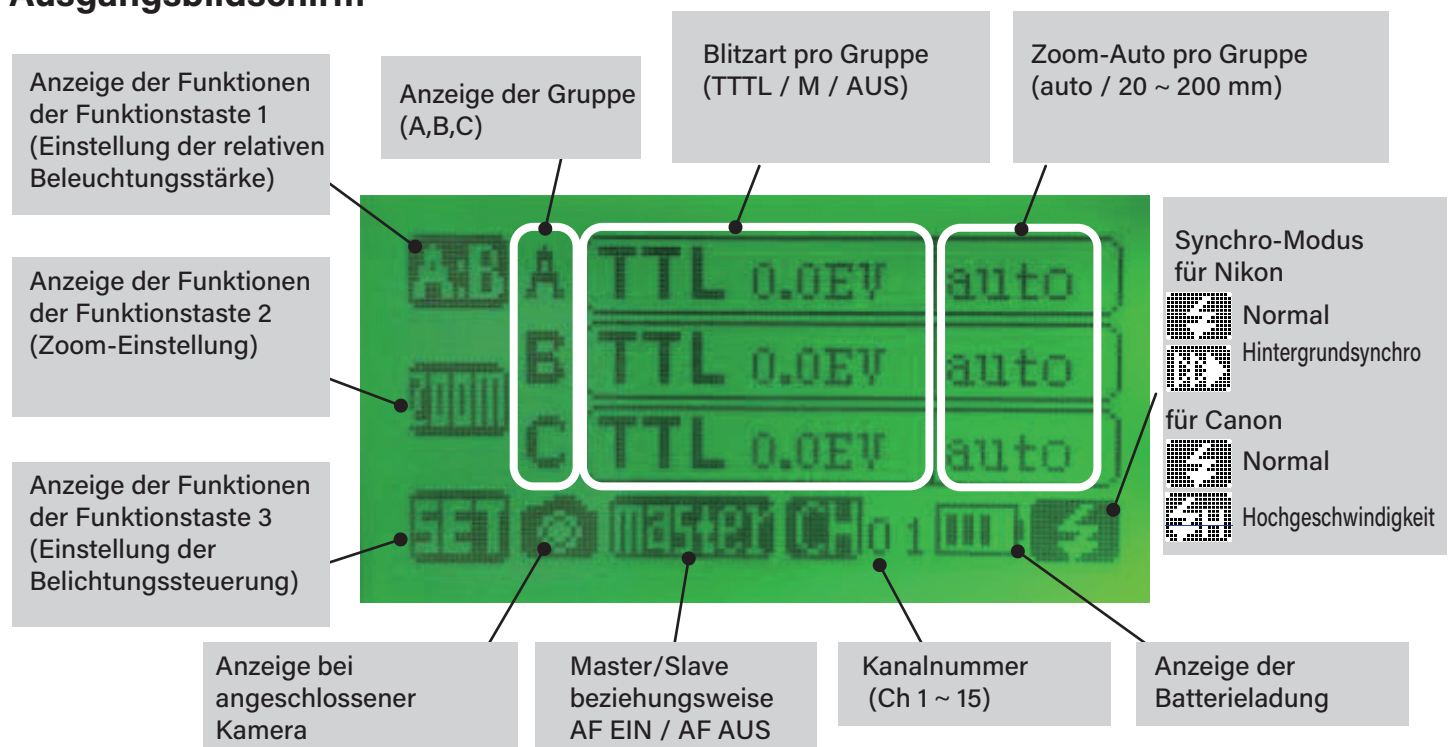 Ausgangsbildschirm
Anzeige der Funktionen
der Funktionstaste 1
(Einstellung der relativen
Beleuchtungsstärke)
Anzeige der Gruppe
(A,B,C)
Blitzart pro Gruppe
(TTTL / M / AUS)
Zoom-Auto pro Gruppe
(auto / 20 ~ 200 mm)
Anzeige der Funktionen
der Funktionstaste 2
(Zoom-Einstellung)
Anzeige der Funktionen
der Funktionstaste 3
(Einstellung der
Belichtungssteuerung)
A:B A TTL 0.0EV auto
B TTL 0.0EV auto
zoom
C TTL 0.0EV auto
SET master CH 01
Synchro-Modus
für Nikon
Normal
Hintergrundsynchro
für Canon
Normal
Hochgeschwindigkeit
Anzeige bei
angeschlossener
Kamera
Master/Slave
beziehungsweise
AF EIN / AF AUS
Kanalnummer
(Ch 1 ~ 15)
Anzeige der
Batterieladung